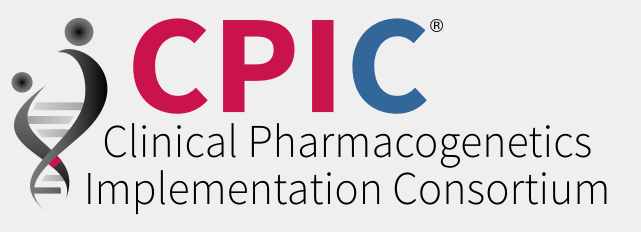 CPIC®
Clinical Pharmacogenetics
Implementation Consortium